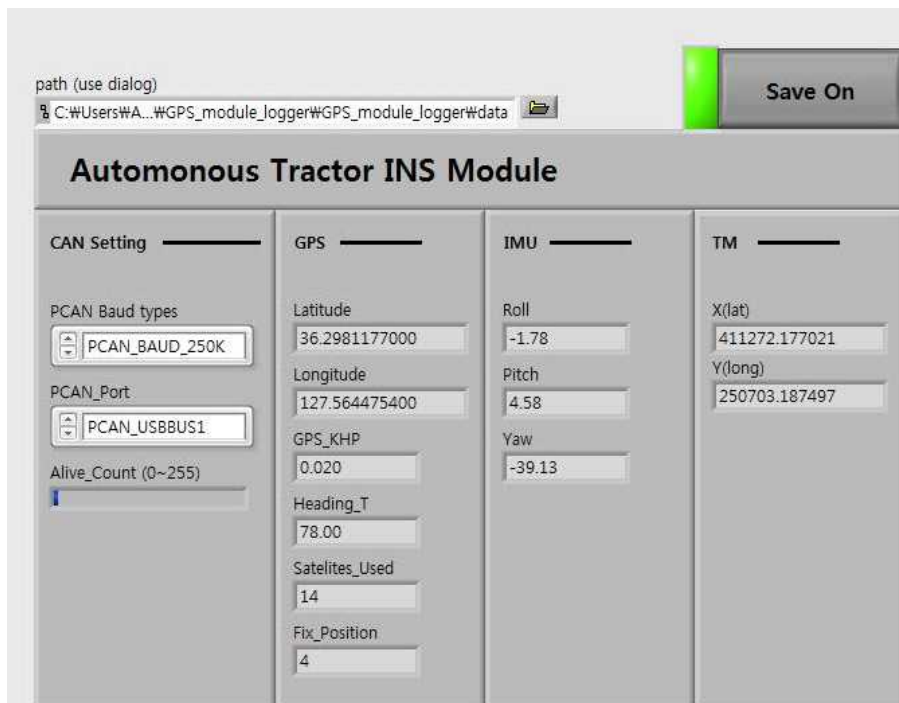 path (use dialog)
C:₩Users₩A...₩GPS_module_logger₩GPS_module_logger₩data
Save On
Automonous Tractor INS Module
CAN Setting
PCAN Baud types
PCAN_BAUD_250K
PCAN_Port
PCAN_USBBUS1
Alive_Count (0~255)
GPS
Latitude
36.2981177000
Longitude
127.564475400
GPS_KHP
0.020
Heading_T
78.00
Satelites_Used
14
Fix_Position
4
IMU
Roll
-1.78
Pitch
4.58
Yaw
-39.13
TM
X(lat)
411272.177021
Y(long)
250703.187497